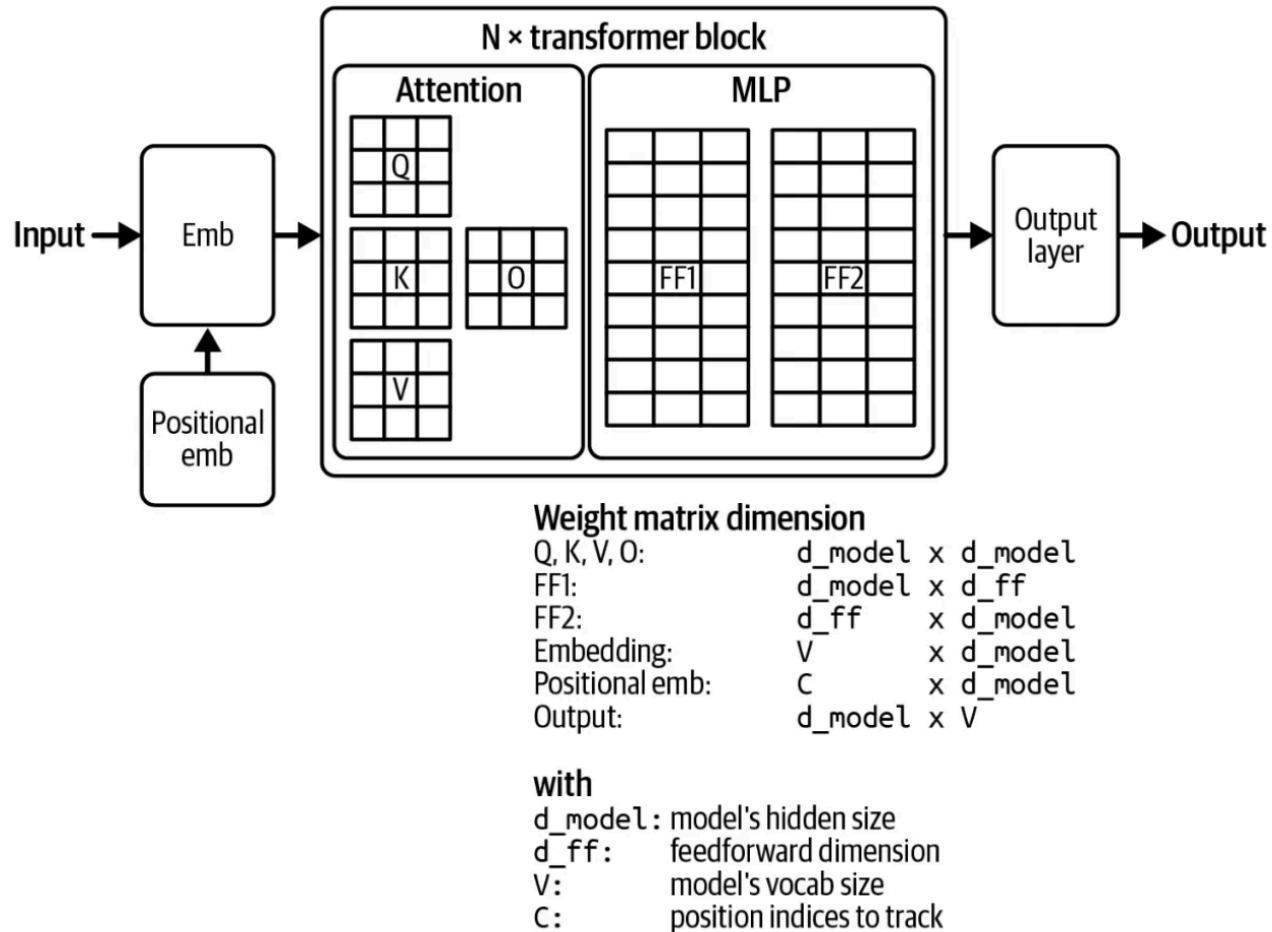 N × transformer block
Attention
MLP
Q
K
O
V
FF1
FF2
Input
Emb
Positional
emb
Output
layer
Output
Weight matrix dimension
Q, K, V, O: d_model x d_model
FF1: d_model x d_ff
FF2: d_ff x d_model
Embedding: V x d_model
Positional emb: C x d_model
Output: d_model x V
with
d_model: model's hidden size
d_ff: feedforward dimension
V: model's vocab size
C: position indices to track